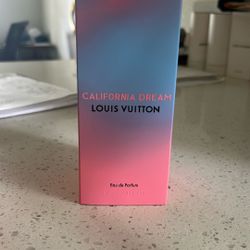 CALIFORNIA DREAM
LOUIS VUITTON
Eau de Parfum